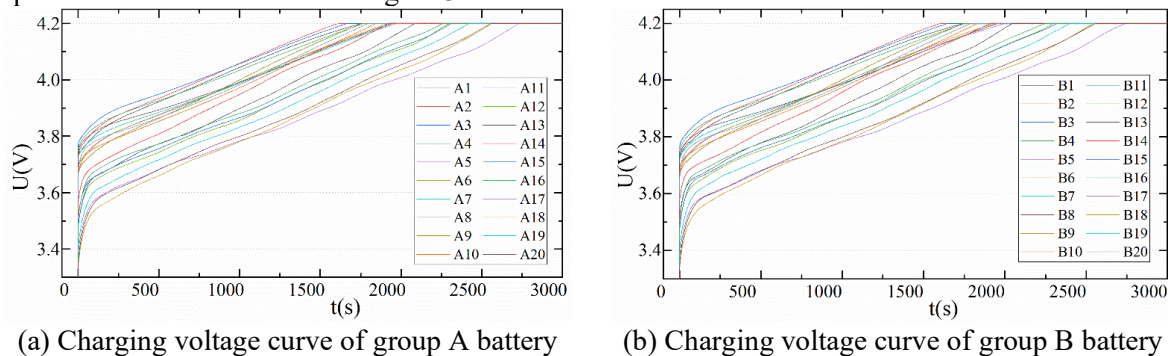 4.2
4.0
3.8
3.6
3.4
U(V)
A1 A11
A2 A12
A3 A13
A4 A14
A5 A15
A6 A16
A7 A17
A8 A18
A9 A19
A10 A20
0 500 1000 1500 2000 2500 3000
t(s)
(a) Charging voltage curve of group A battery
4.2
4.0
3.8
3.6
3.4
U(V)
B1 B11
B2 B12
B3 B13
B4 B14
B5 B15
B6 B16
B7 B17
B8 B18
B9 B19
B10 B20
0 500 1000 1500 2000 2500 3000
t(s)
(b) Charging voltage curve of group B battery